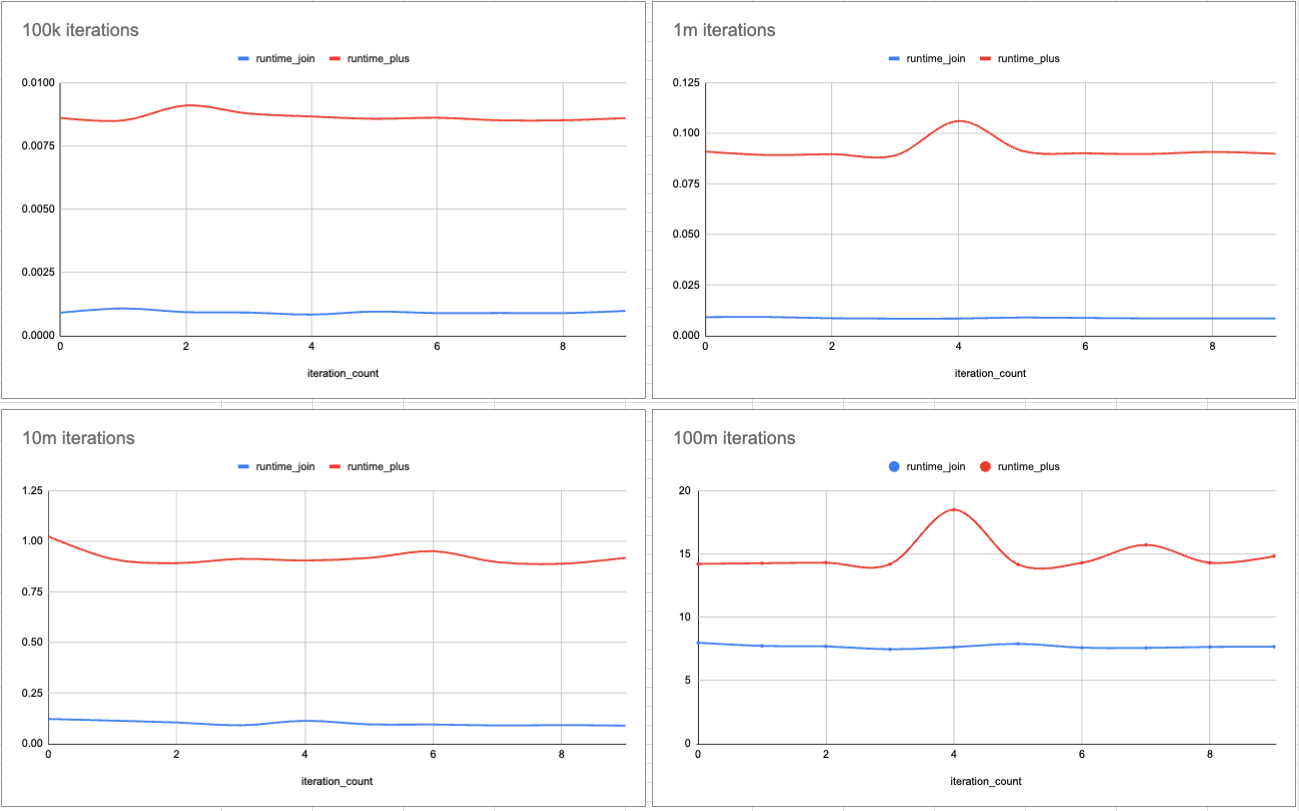 100k iterations
runtime_join runtime_plus
0.0100
0.0075
0.0050
0.0025
0.0000
0 2 4 6 8
iteration_count
1m iterations
runtime_join runtime_plus
0.125
0.100
0.075
0.050
0.025
0.000
0 2 4 6 8
iteration_count
10m iterations
runtime_join runtime_plus
1.25
1.00
0.75
0.50
0.25
0.00
0 2 4 6 8
iteration_count
100m iterations
runtime_join runtime_plus
20
15
10
5
0
0 2 4 6 8
iteration_count